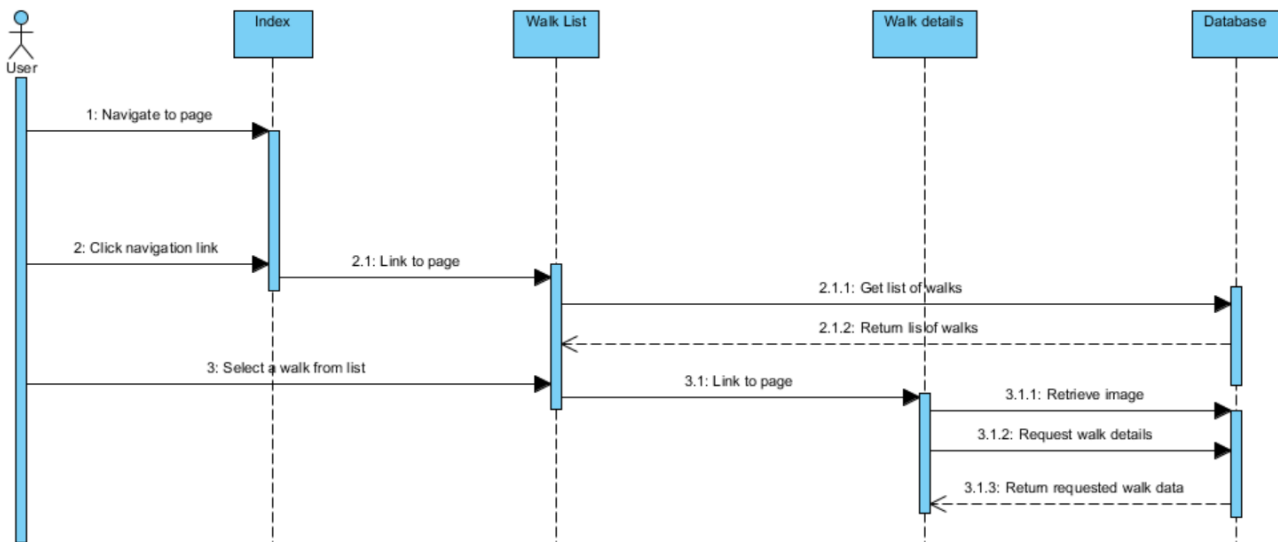 Index
Walk List
Walk details
Database
User
1: Navigate to page
2: Click navigation link
2.1: Link to page
2.1.1: Get list of walks
2.1.2: Return lis of walks
3: Select a walk from list
3.1: Link to page
3.1.1: Retrieve image
3.1.2: Request walk details
3.1.3: Return requested walk data